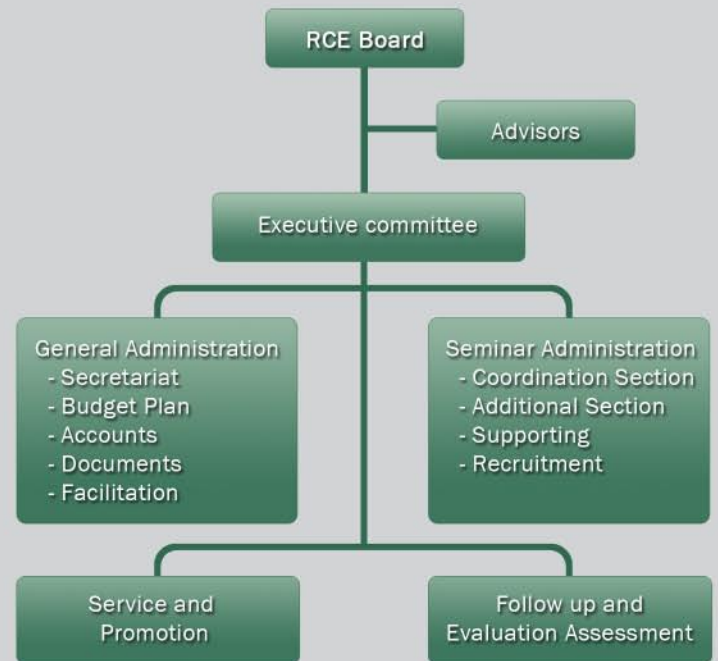 RCE Board
Advisors
Executive committee
General Administration
- Secretariat
- Budget Plan
- Accounts
- Documents
- Facilitation
Seminar Administration
- Coordination Section
- Additional Section
- Supporting
- Recruitment
Service and
Promotion
Follow up and
Evaluation Assessment